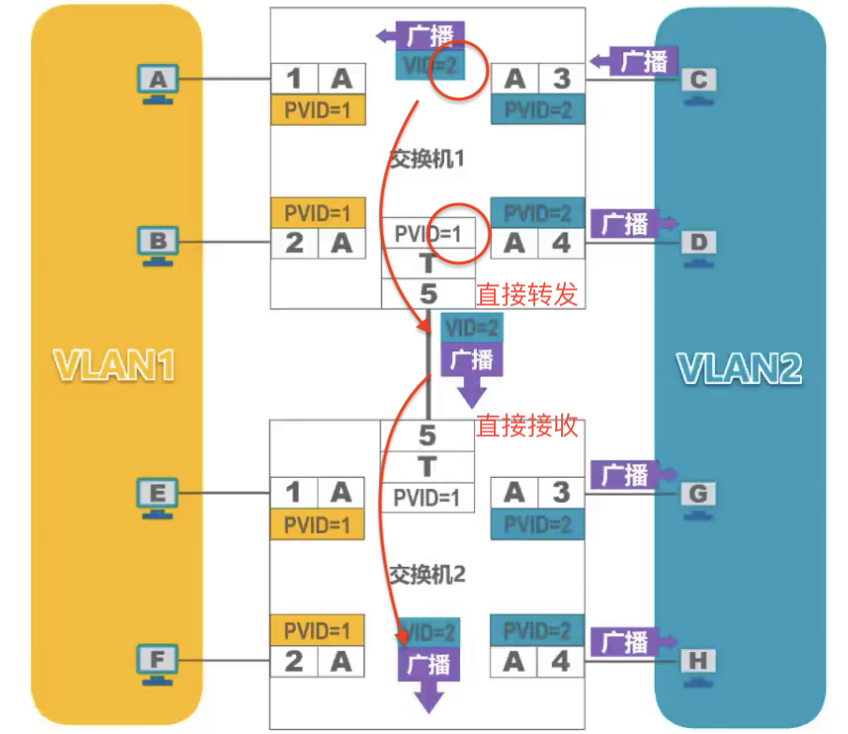 广播
VID=2
广播
A
1 A
A 3
C
PVID=1
PVID=2
交换机1
PVID=1
PVID=2
广播
B
2 A
PVID=1
A 4
D
T
5
直接转发
VID=2
广播
VLAN1
VLAN2
直接接收
5
T
PVID=1
广播
E
1 A
A 3
G
PVID=1
PVID=2
交换机2
PVID=1
VID=2
PVID=2
广播
F
2 A
广播
A 4
H